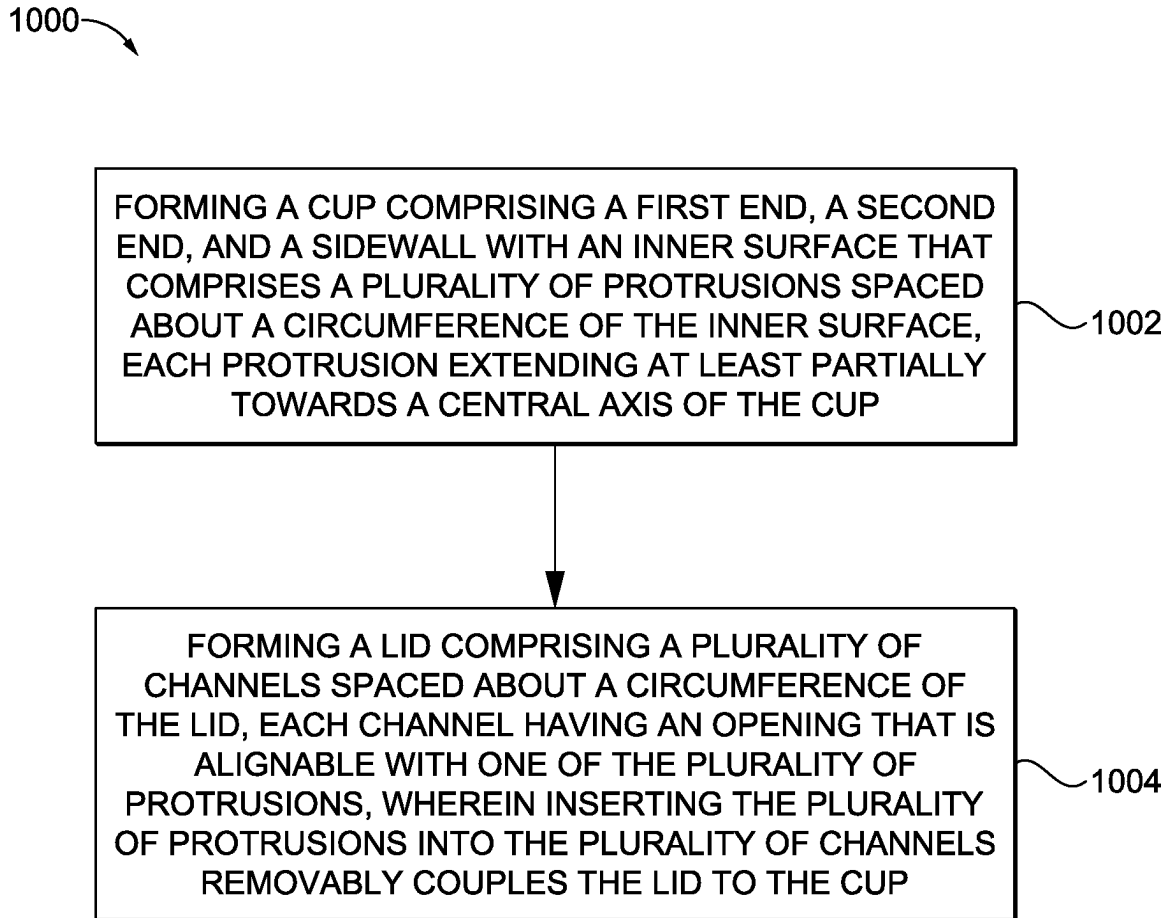 1000
FORMING A CUP COMPRISING A FIRST END, A SECOND
END, AND A SIDEWALL WITH AN INNER SURFACE THAT
COMPRISES A PLURALITY OF PROTRUSIONS SPACED
ABOUT A CIRCUMFERENCE OF THE INNER SURFACE,
EACH PROTRUSION EXTENDING AT LEAST PARTIALLY
TOWARDS A CENTRAL AXIS OF THE CUP
1002
FORMING A LID COMPRISING A PLURALITY OF
CHANNELS SPACED ABOUT A CIRCUMFERENCE OF
THE LID, EACH CHANNEL HAVING AN OPENING THAT IS
ALIGNABLE WITH ONE OF THE PLURALITY OF
PROTRUSIONS, WHEREIN INSERTING THE PLURALITY
OF PROTRUSIONS INTO THE PLURALITY OF CHANNELS
REMOVABLY COUPLES THE LID TO THE CUP
1004